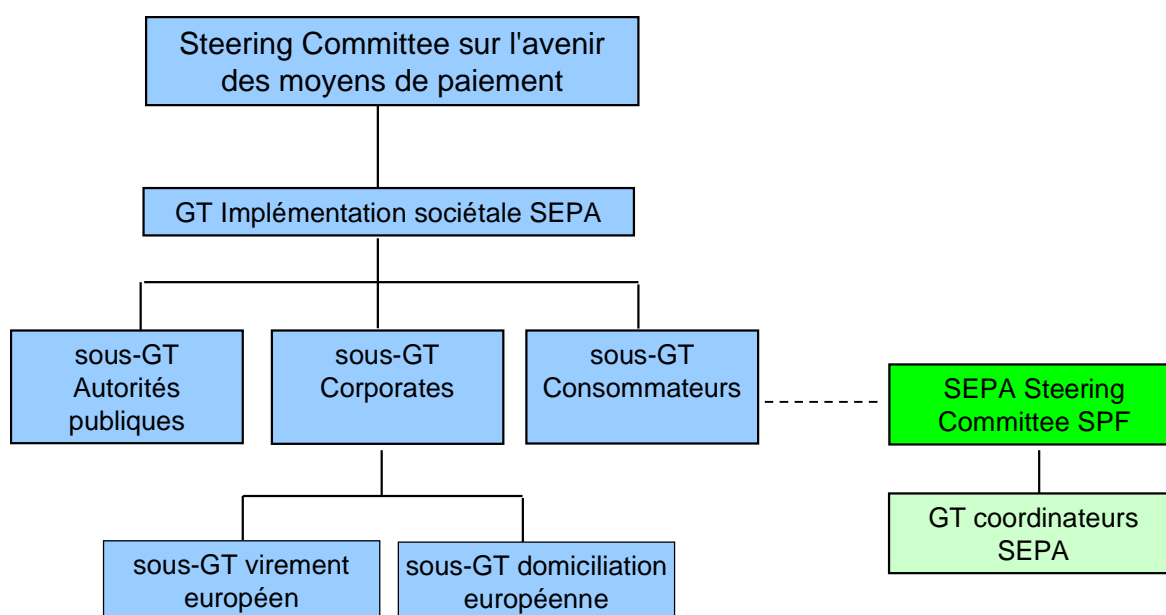 Steering Committee sur l'avenir
des moyens de paiement
GT Implémentation sociétale SEPA
sous-GT
Autorités
publiques
sous-GT
Corporates
sous-GT
Consommateurs
SEPA Steering
Committee SPF
GT coordinateurs
SEPA
sous-GT virement
européen
sous-GT domiciliation
européenne